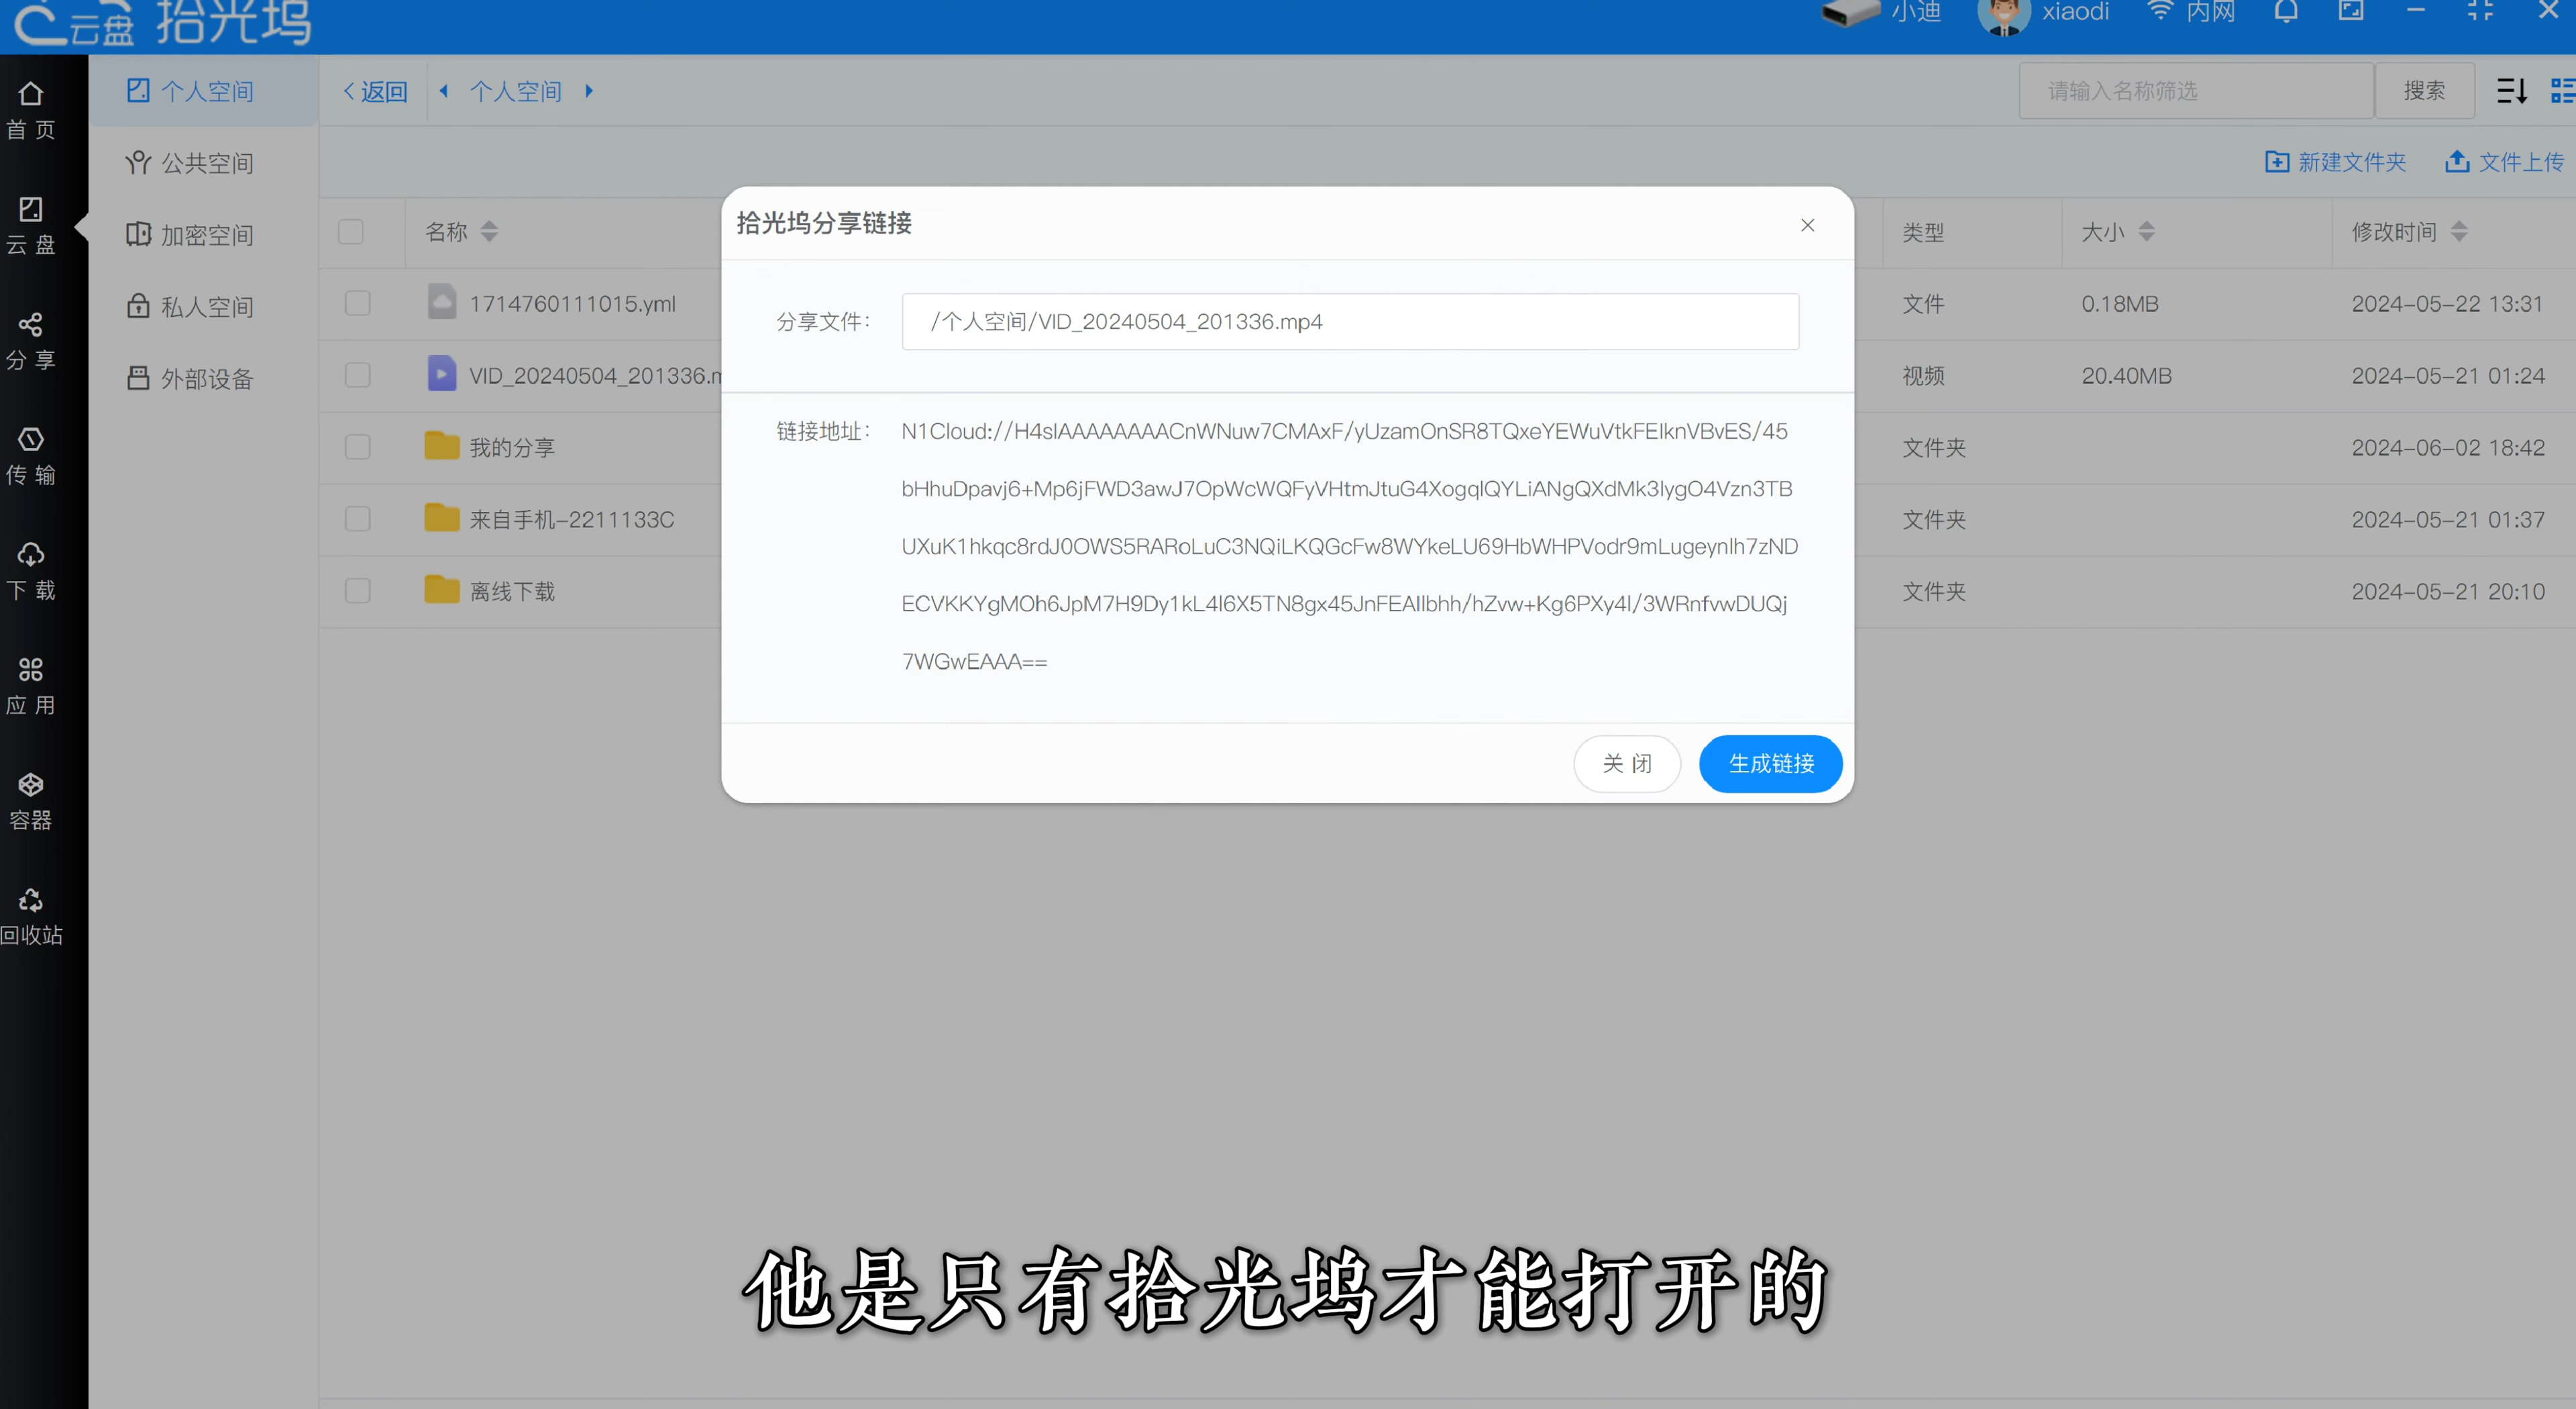 云盘 拾光坞
小迪 xiaodi 内网
首页
云盘
分享
传输
下载
应用
容器
回收站
个人空间
公共空间
加密空间
私人空间
外部设备
返回 个人空间 请输入名称筛选 搜索
新建文件夹 文件上传
名称 类型 大小 修改时间
1714760111015.yml 文件 0.18MB 2024-05-22 13:31
VID_20240504_201336.m 视频 20.40MB 2024-05-21 01:24
我的分享 文件夹 2024-06-02 18:42
来自手机-2211133C 文件夹 2024-05-21 01:37
离线下载 文件夹 2024-05-21 20:10
拾光坞分享链接
分享文件: /个人空间/VID_20240504_201336.mp4
链接地址: N1Cloud://H4sIAAAAAAAACnWNuw7CMAxF/yUzamOnSR8TQxeYEWuVtkFEIknVBvES/45
bHhuDpavj6+Mp6jFWD3awJ7OpWcWQFyVHtmJtuG4XogqlQYLiANgQXdMk3lygO4Vzn3TB
UXuK1hkqc8rdJ0OWS5RARoLuC3NQiLKQGcFw8WYkeLU69HbWHPVodr9mLugeynlh7zND
ECVKKYgMOh6JpM7H9Dy1kL4l6X5TN8gx45JnFEAIlbhh/hZvw+Kg6PXy4l/3WRnfvwDUQj
7WGwEAAA==
关闭 生成链接
他是只有拾光坞才能打开的